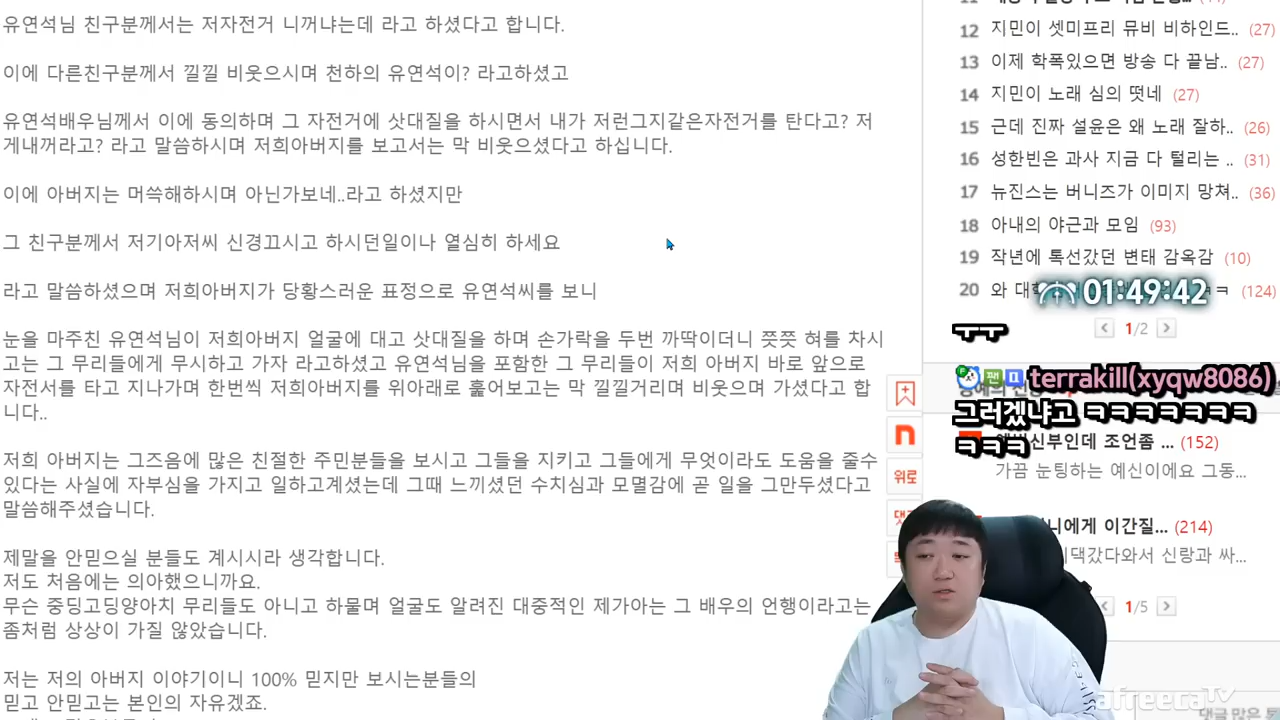 유연석님 친구분께서는 저자전거 니꺼냐는데 라고 하셨다고 합니다.
이에 다른친구분께서 낄낄 비웃으시며 천하의 유연석이? 라고하셨고
유연석배우님께서 이에 동의하며 그 자전거에 삿대질을 하시면서 내가 저런그지같은자전거를 탄다고? 저
게내꺼라고? 라고 말씀하시며 저희아버지를 보고서는 막 비웃으셨다고 하십니다.
이에 아버지는 머쓱해하시며 아닌가보네..라고 하셨지만
그 친구분께서 저기아저씨 신경끄시고 하시던일이나 열심히 하세요
라고 말씀하셨으며 저희아버지가 당황스러운 표정으로 유연석씨를 보니
눈을 마주친 유연석님이 저희아버지 얼굴에 대고 삿대질을 하며 손가락을 두번 까딱이더니 쯧쯧 혀를 차시
고는 그 무리들에게 무시하고 가자 라고하셨고 유연석님을 포함한 그 무리들이 저희 아버지 바로 앞으로
자전서를 타고 지나가며 한번씩 저희아버지를 위아래로 훑어보고는 막 낄낄거리며 비웃으며 가셨다고 합
니다..
저희 아버지는 그즈음에 많은 친절한 주민분들을 보시고 그들을 지키고 그들에게 무엇이라도 도움을 줄수
있다는 사실에 자부심을 가지고 일하고계셨는데 그때 느끼셨던 수치심과 모멸감에 곧 일을 그만두셨다고
말씀해주셨습니다.
제말을 안믿으실 분들도 계시시라 생각합니다.
저도 처음에는 의아했으니까요.
무슨 중딩고딩양아치 무리들도 아니고 하물며 얼굴도 알려진 대중적인 제가아는 그 배우의 언행이라고는
좀처럼 상상이 가질 않았습니다.
저는 저의 아버지 이야기이니 100% 믿지만 보시는분들의
믿고 안믿고는 본인의 자유겠죠.
12 지민이 셋미프리 뮤비 비하인드.. (27)
13 이제 학폭있으면 방송 다 끝남.. (27)
14 지민이 노래 심의 떳네 (27)
15 근데 진짜 설윤은 왜 노래 잘하.. (26)
16 성한빈은 과사 지금 다 털리는 .. (31)
17 뉴진스는 버니즈가 이미지 망쳐.. (36)
18 아내의 야근과 모임 (93)
19 작년에 톡선갔던 변태 감옥감 (10)
20 와 대 ㅋ (124)
01:49:42
< 1/2 >
ㅜㅜ
F 팬 terrakill(xyqw8086)
그러겠냐고 ㅋㅋㅋㅋㅋㅋㅋ
ㅋㅋㅋ
예비신부인데 조언좀 ... (152)
가끔 눈팅하는 예신이에요 그동...
n
위로
니에게 이간질... (214)
댁갔다와서 신랑과 싸...
1/5 >
afreecaTV